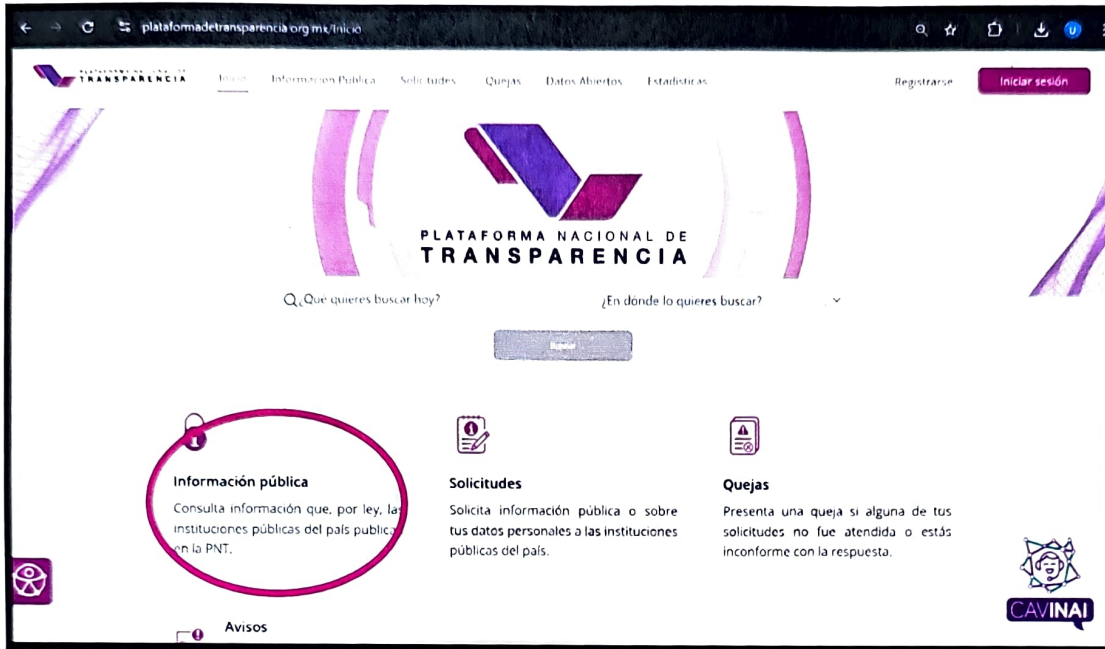 plataformadetransparencia.org.mx/Inicio
U
PLATAFORMA NACIONAL DE
TRANSPARENCIA
Inicio
Información Pública
Solicitudes
Quejas
Datos Abiertos
Estadísticas
Registrarse
Iniciar sesión
PLATAFORMA NACIONAL DE
TRANSPARENCIA
¿Qué quieres buscar hoy?
¿En dónde lo quieres buscar?
Información pública
Consulta información que, por ley, las
instituciones públicas del país publica
en la PNT.
Solicitudes
Solicita información pública o sobre
tus datos personales a las instituciones
públicas del país.
Quejas
Presenta una queja si alguna de tus
solicitudes no fue atendida o estás
inconforme con la respuesta.
CAVINAI
Avisos